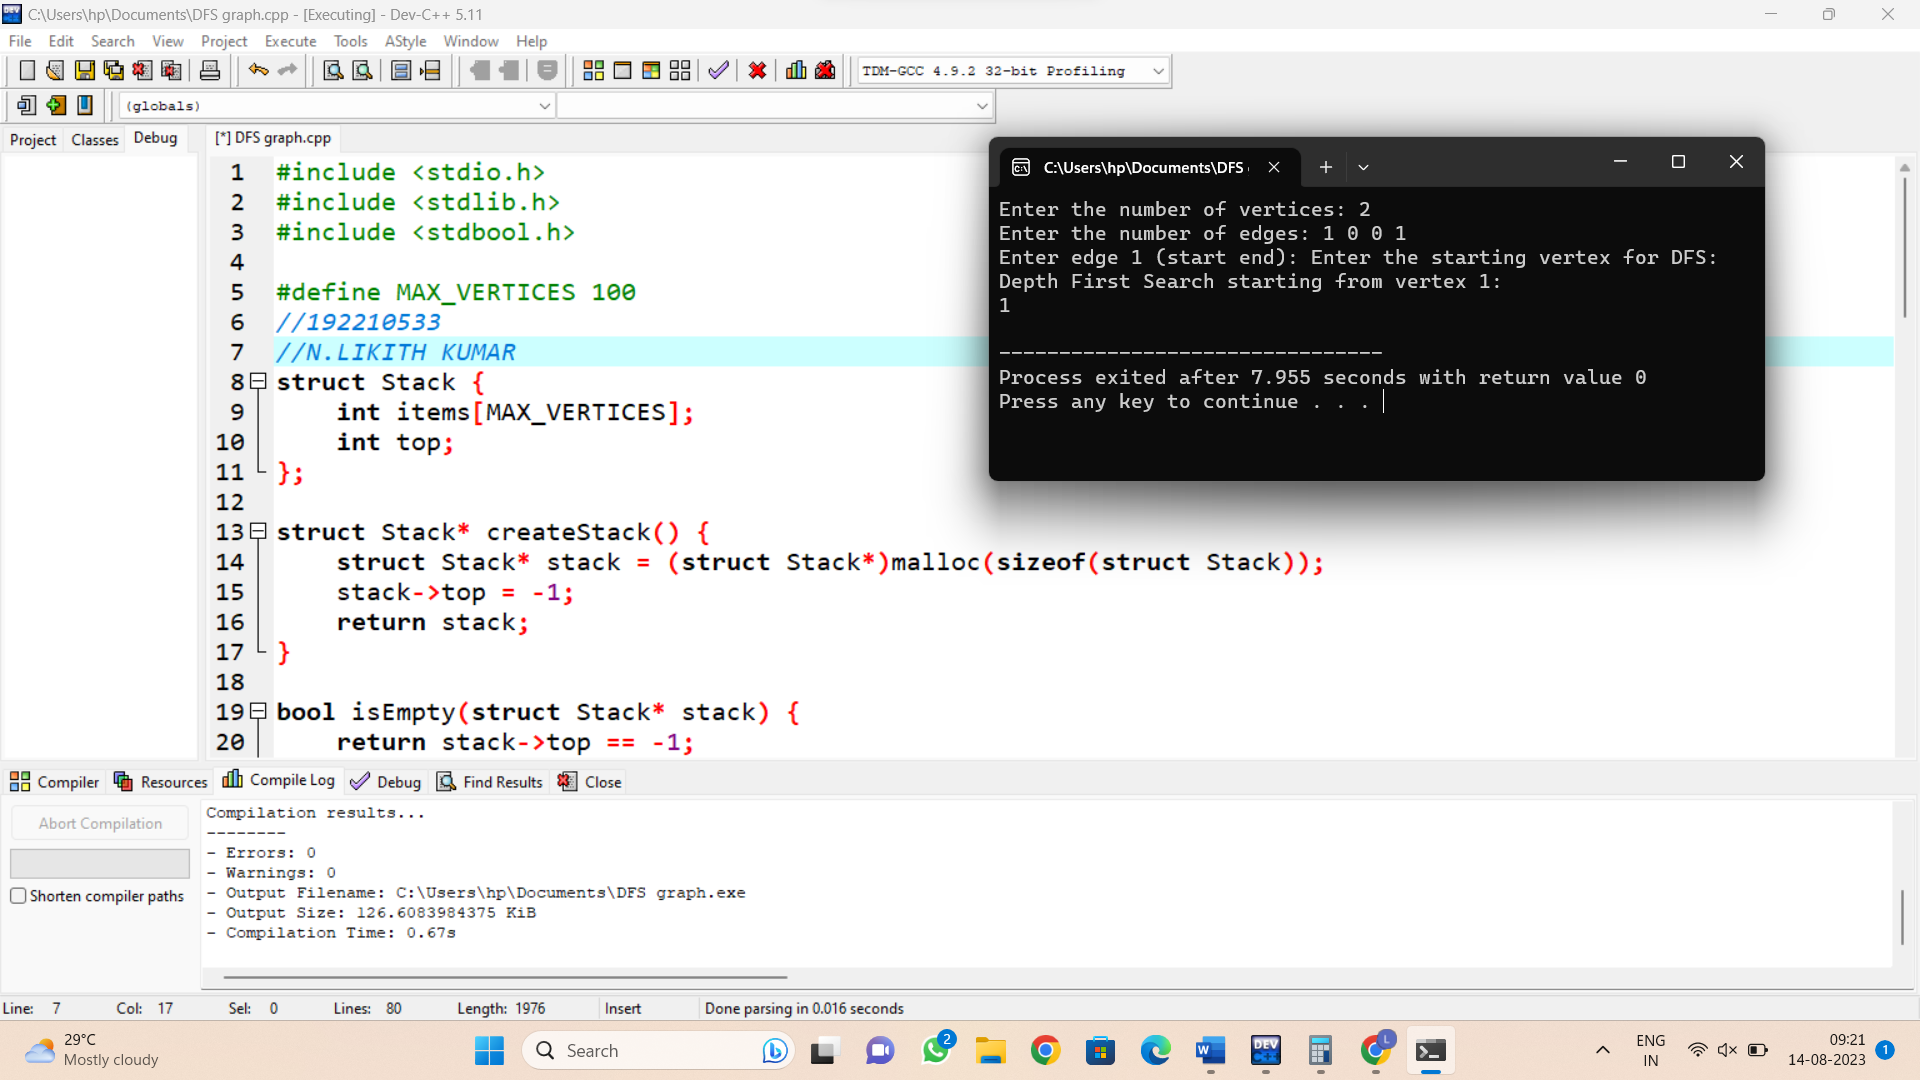 C:\Users\hp\Documents\DFS graph.cpp - [Executing] - Dev-C++ 5.11
File Edit Search View Project Execute Tools AStyle Window Help
TDM-GCC 4.9.2 32-bit Profiling
(globals)
Project Classes Debug [*] DFS graph.cpp
1 #include <stdio.h>
2 #include <stdlib.h>
3 #include <stdbool.h>
4
5 #define MAX_VERTICES 100
6 //192210533
7 //N.LIKITH KUMAR
8 struct Stack {
9 int items[MAX_VERTICES];
10 int top;
11 };
12
13 struct Stack* createStack() {
14 struct Stack* stack = (struct Stack*)malloc(sizeof(struct Stack));
15 stack->top = -1;
16 return stack;
17 }
18
19 bool isEmpty(struct Stack* stack) {
20 return stack->top == -1;
C:\Users\hp\Documents\DFS
Enter the number of vertices: 2
Enter the number of edges: 1 0 0 1
Enter edge 1 (start end): Enter the starting vertex for DFS:
Depth First Search starting from vertex 1:
1
--------------------------------
Process exited after 7.955 seconds with return value 0
Press any key to continue . . .
Compiler Resources Compile Log Debug Find Results Close
Abort Compilation
Shorten compiler paths
Compilation results...
--------
- Errors: 0
- Warnings: 0
- Output Filename: C:\Users\hp\Documents\DFS graph.exe
- Output Size: 126.6083984375 KiB
- Compilation Time: 0.67s
Line: 7 Col: 17 Sel: 0 Lines: 80 Length: 1976 Insert Done parsing in 0.016 seconds
29°C
Mostly cloudy
Search
2
W
DEV C++
L
ENG
IN
09:21
14-08-2023
1